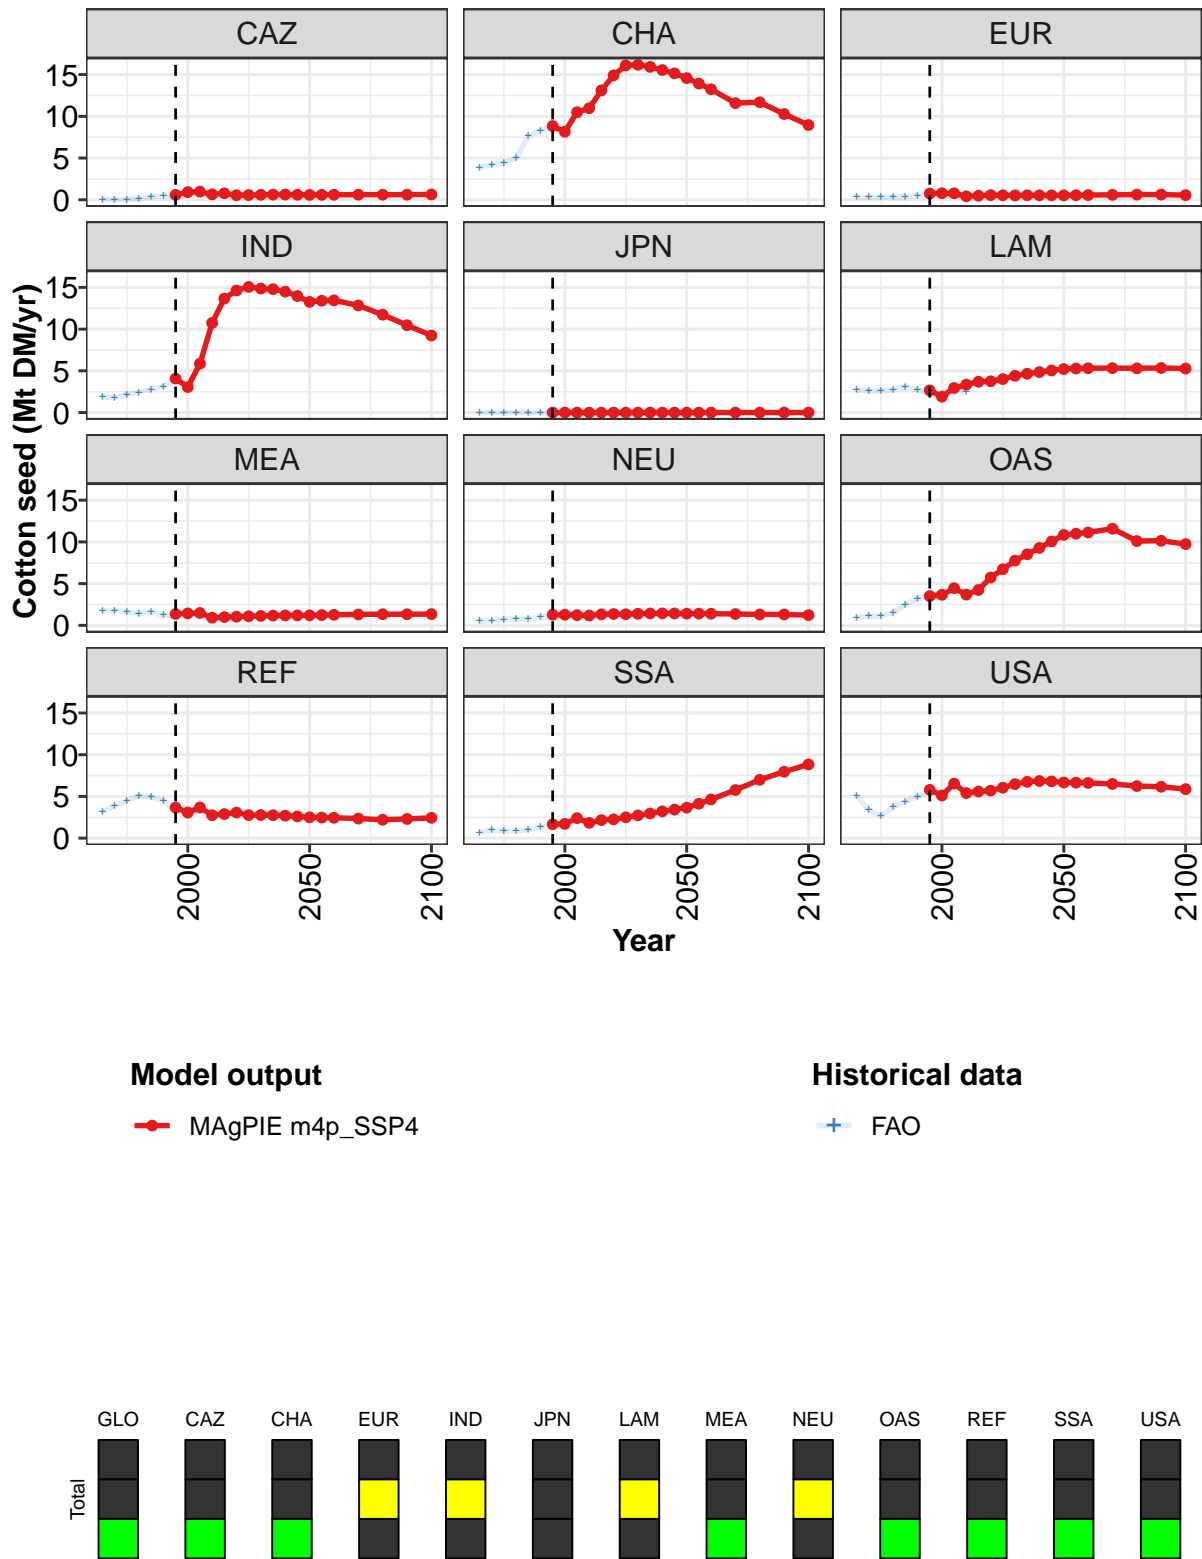 CAZ CHA EUR
15
10
5
0
IND JPN LAM
15
10
5
0
Cotton seed (Mt DM/yr)
MEA NEU OAS
15
10
5
0
REF SSA USA
15
10
5
0
2000 2050 2100 2000 2050 2100 2000 2050 2100
Year
Model output Historical data
MAgPIE m4p_SSP4 FAO
GLO CAZ CHA EUR IND JPN LAM MEA NEU OAS REF SSA USA
Total